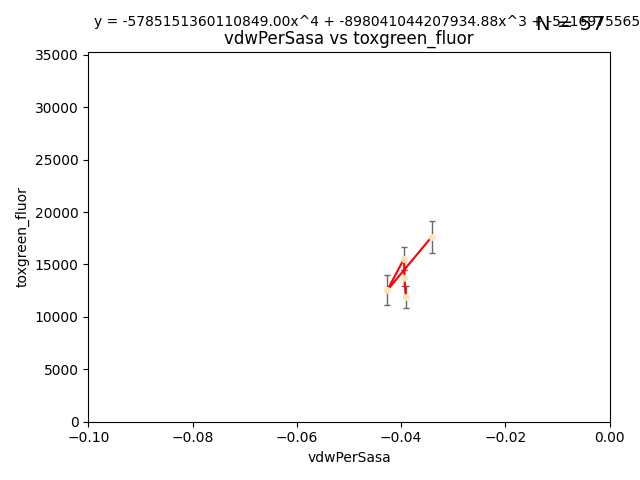 y = -5785151360110849.00x^4 + -898041044207934.88x^3 +
N = 57
vdwPerSasa vs toxgreen_fluor
35000
30000
25000
20000
15000
10000
5000
0
toxgreen_fluor
−0.10 −0.08 −0.06 −0.04 −0.02 0.00
vdwPerSasa